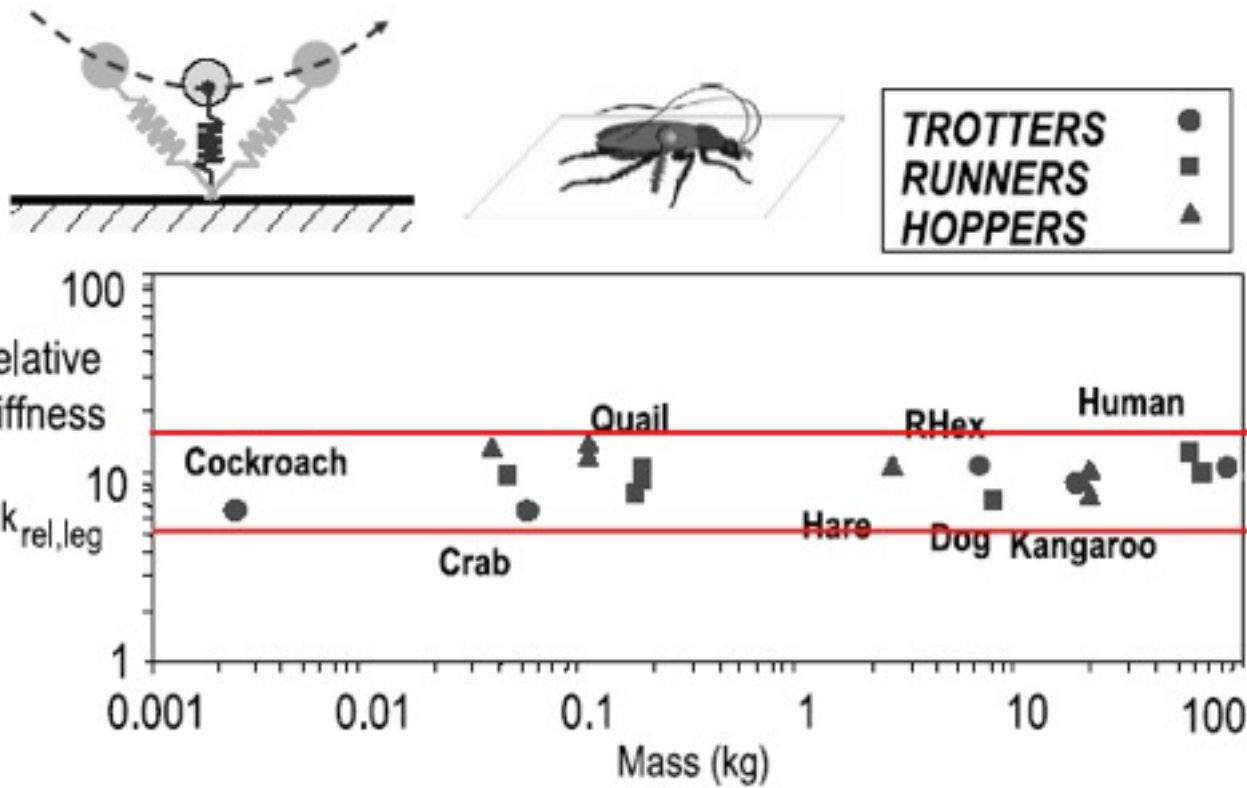 TROTTERS
RUNNERS
HOPPERS
100
elative
iffness
10
k rel,leg
1
Cockroach
Crab
Quail
Hare
RHex
Dog
Kangaroo
Human
0.001 0.01 0.1 1 10 100
Mass (kg)